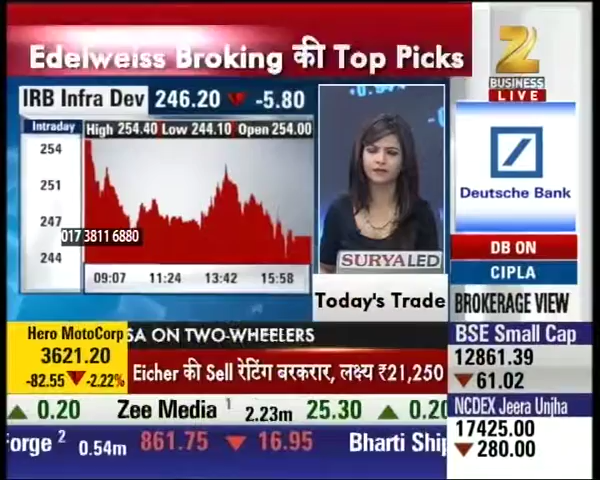 Edelweiss Broking की Top Picks
Z
BUSINESS
LIVE
IRB Infra Dev 246.20 -5.80
Intraday High 254.40 Low 244.10 Open 254.00
254
251
247
244
017 3811 6880
09:07 11:24 13:42 15:58
SURYA LED
Today's Trade
Deutsche Bank
DB ON
CIPLA
BROKERAGE VIEW
Hero MotoCorp
3621.20
-82.55 -2.22%
SA ON TWO-WHEELERS
Eicher की Sell रेटिंग बरकरार, लक्ष्य ₹21,250
BSE Small Cap
12861.39
61.02
NCDEX Jeera Unjha
17425.00
280.00
0.20 Zee Media 1 2.23m 25.30 0.20
Forge 2 0.54m 861.75 16.95 Bharti Ship